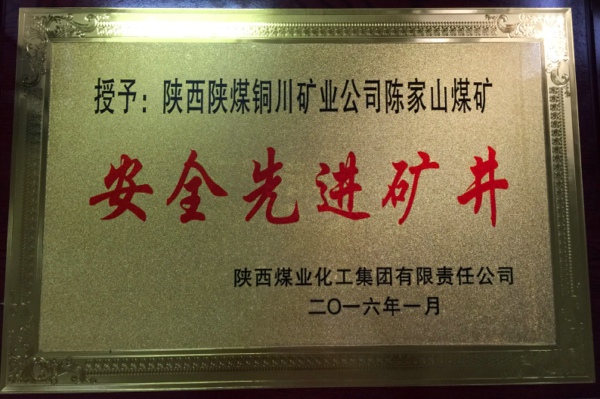 授予：陕西陕煤铜川矿业公司陈家山煤矿
安全先进矿井
陕西煤业化工集团有限责任公司
二〇一六年一月